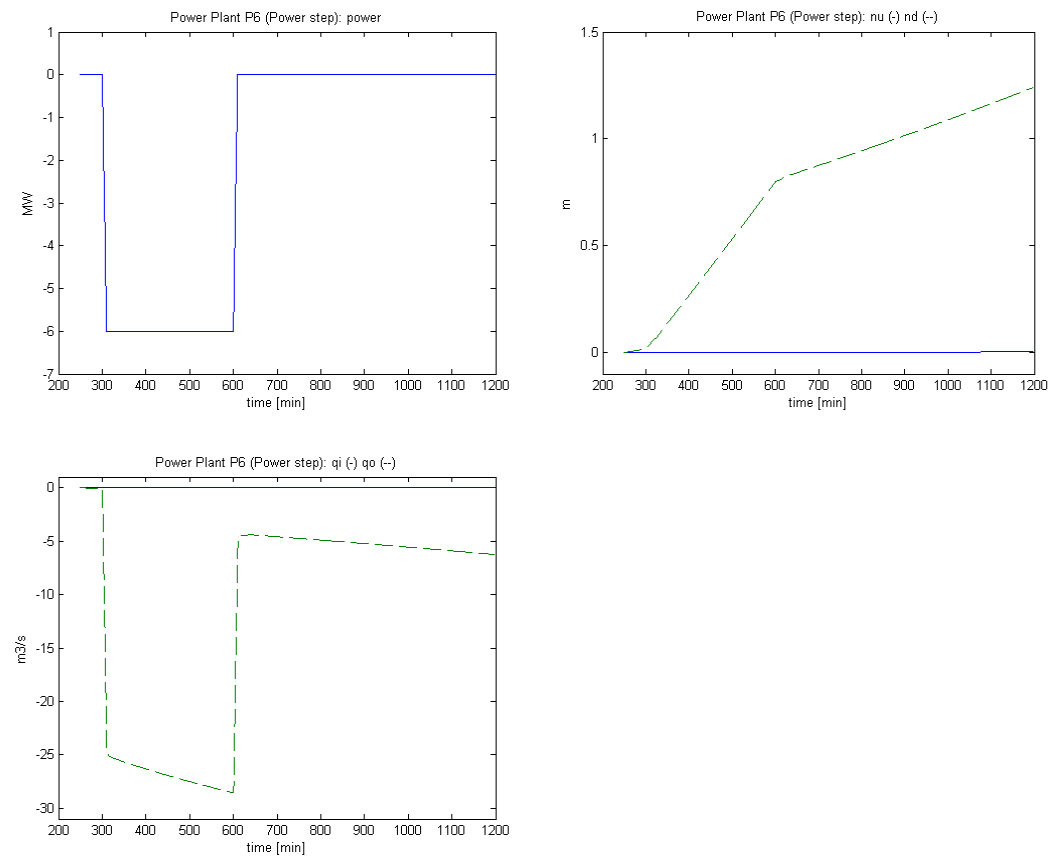 Power Plant P6 (Power step): power
1
0
-1
-2
-3
-4
-5
-6
-7
MW
200 300 400 500 600 700 800 900 1000 1100 1200
time [min]
Power Plant P6 (Power step): nu (-) nd (--)
1.5
1
0.5
0
m
200 300 400 500 600 700 800 900 1000 1100 1200
time [min]
Power Plant P6 (Power step): qi (-) qo (--)
0
-5
-10
-15
-20
-25
-30
m3/s
200 300 400 500 600 700 800 900 1000 1100 1200
time [min]